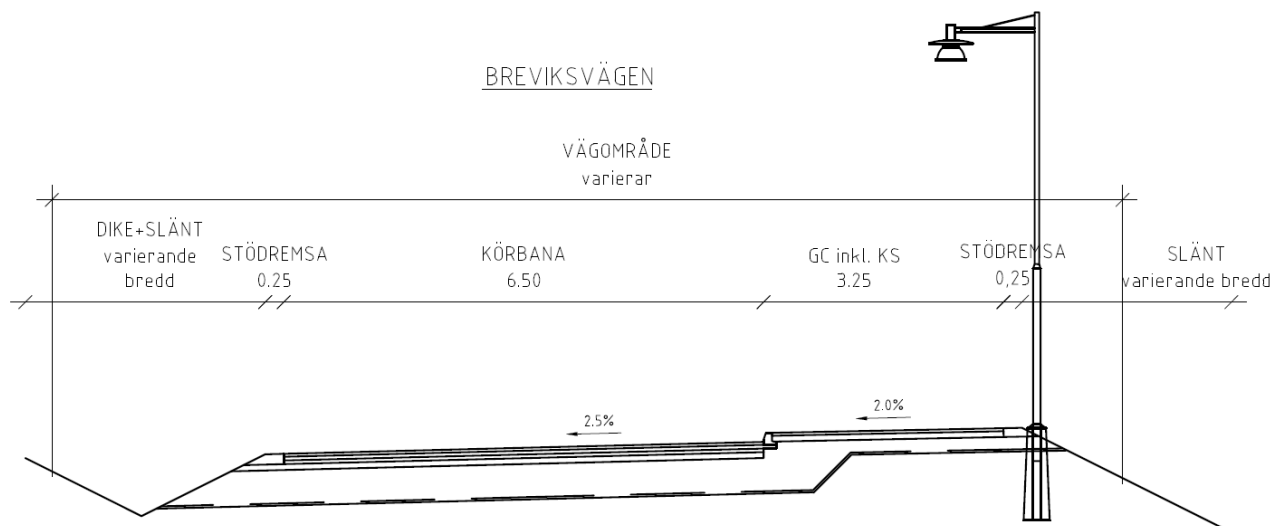 BREVIKSVÄGEN
VÄGOMRÅDE
varierar
DIKE+SLÄNT
varierande
bredd
STÖDREMSA
0.25
KÖRBANA
6.50
GC inkl. KS
3.25
STÖDREMSA
0,25
SLÄNT
varierande bredd
2.5%
2.0%